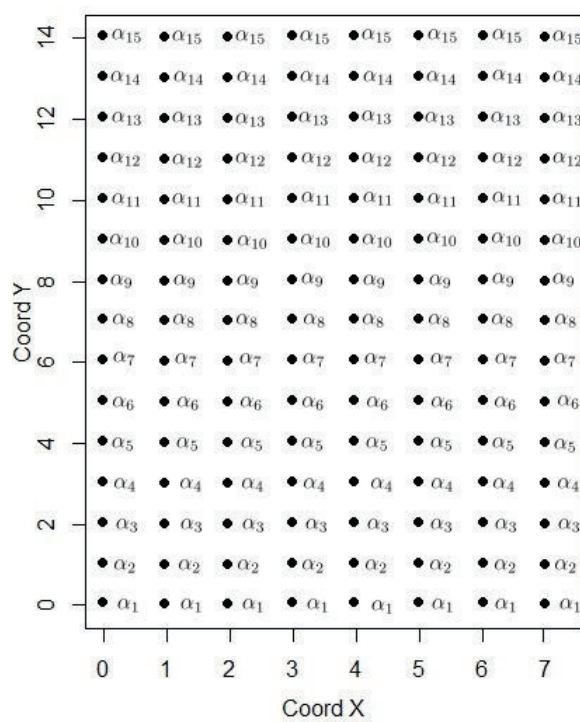 14 α₁₅ α₁₅ α₁₅ α₁₅ α₁₅ α₁₅ α₁₅ α₁₅
α₁₄ α₁₄ α₁₄ α₁₄ α₁₄ α₁₄ α₁₄ α₁₄
12 α₁₃ α₁₃ α₁₃ α₁₃ α₁₃ α₁₃ α₁₃ α₁₃
α₁₂ α₁₂ α₁₂ α₁₂ α₁₂ α₁₂ α₁₂ α₁₂
10 α₁₁ α₁₁ α₁₁ α₁₁ α₁₁ α₁₁ α₁₁ α₁₁
α₁₀ α₁₀ α₁₀ α₁₀ α₁₀ α₁₀ α₁₀ α₁₀
8 α₉ α₉ α₉ α₉ α₉ α₉ α₉ α₉
Coord Y
α₈ α₈ α₈ α₈ α₈ α₈ α₈ α₈
6 α₇ α₇ α₇ α₇ α₇ α₇ α₇ α₇
α₆ α₆ α₆ α₆ α₆ α₆ α₆ α₆
4 α₅ α₅ α₅ α₅ α₅ α₅ α₅ α₅
α₄ α₄ α₄ α₄ α₄ α₄ α₄ α₄
2 α₃ α₃ α₃ α₃ α₃ α₃ α₃ α₃
α₂ α₂ α₂ α₂ α₂ α₂ α₂ α₂
0 α₁ α₁ α₁ α₁ α₁ α₁ α₁ α₁
0 1 2 3 4 5 6 7
Coord X